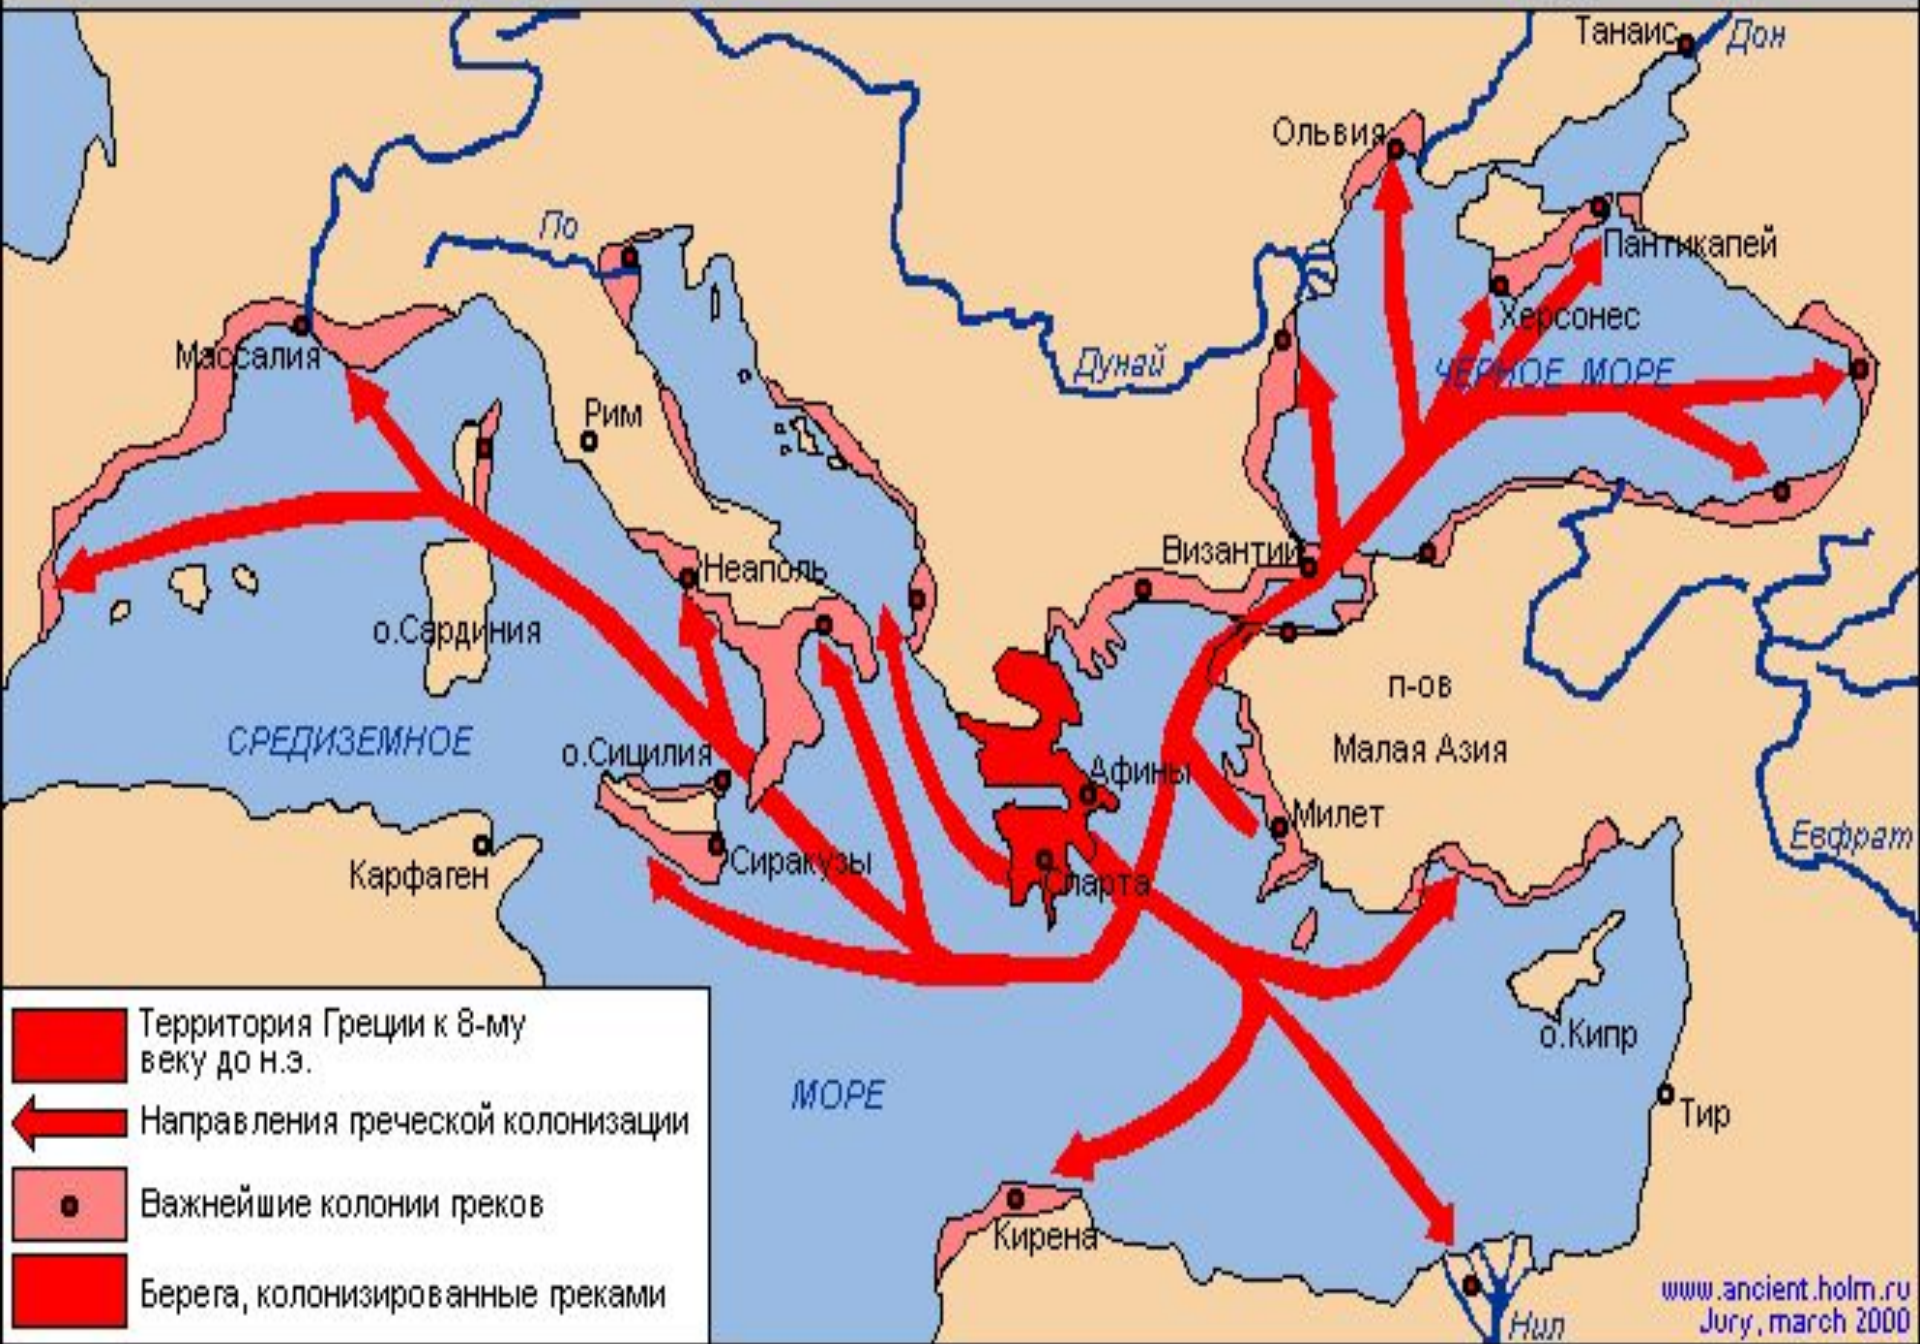 Танаис
Дон
Ольвия
По
Пантикапей
Херсонес
Массалия
Дунай
ЧЕРНОЕ МОРЕ
Рим
Византий
Неаполь
о.Сардиния
п-ов
Малая Азия
СРЕДИЗЕМНОЕ
о.Сицилия
Афины
Милет
Евфрат
Карфаген
Сиракузы
Спарта
о.Кипр
МОРЕ
Тир
Кирена
Нил
Территория Греции к 8-му
веку до н.э.
Направления греческой колонизации
Важнейшие колонии греков
Берега, колонизированные греками
www.ancient.holm.ru
Jury, march 2000